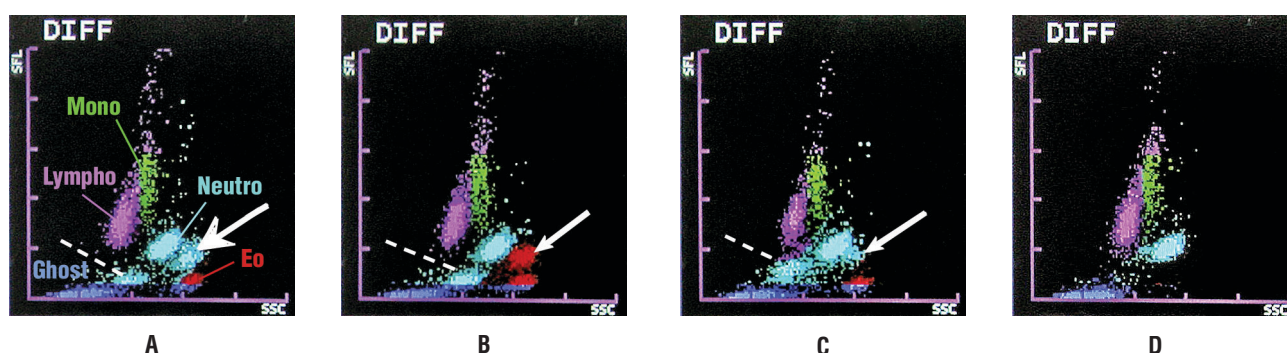 DIFF
SFL
Mono
Lympho
Neutro
Ghost
Eo
SSC
A
DIFF
SFL
SSC
B
DIFF
SFL
SSC
C
DIFF
SFL
SSC
D